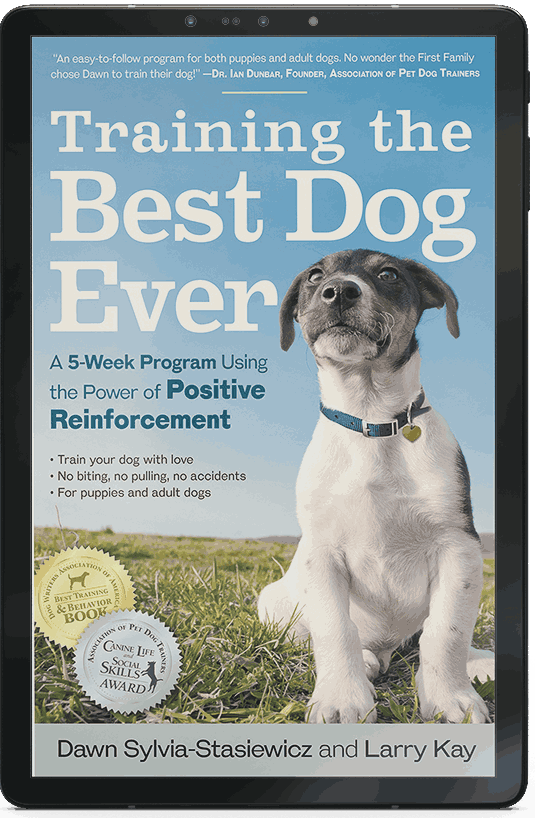 "An easy-to-follow program for both puppies and adult dogs. No wonder the First Family
chose Dawn to train their dog!" —Dr. Ian Dunbar, Founder, Association of Pet Dog Trainers
Training the
Best Dog
Ever
A 5-Week Program Using
the Power of Positive
Reinforcement
• Train your dog with love
• No biting, no pulling, no accidents
• For puppies and adult dogs
Dog Writers Association of America
Best Training
& Behavior
Book
Association of Pet Dog Trainers
Canine Life
and
Social
Skills
Award
Dawn Sylvia-Stasiewicz and Larry Kay